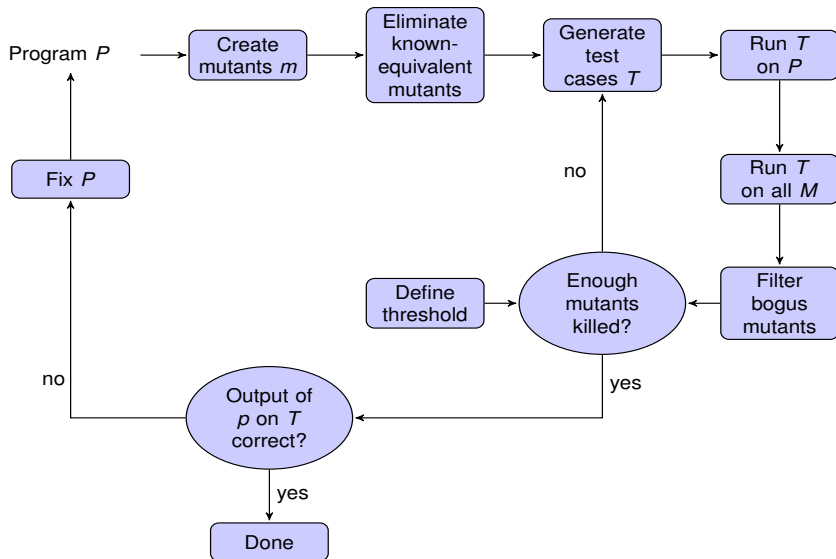 Program P
Create
mutants m
Eliminate
known-
equivalent
mutants
Generate
test
cases T
Run T
on P
Fix P
no
Run T
on all M
Define
threshold
Enough
mutants
killed?
Filter
bogus
mutants
no
yes
Output of
p on T
correct?
yes
Done